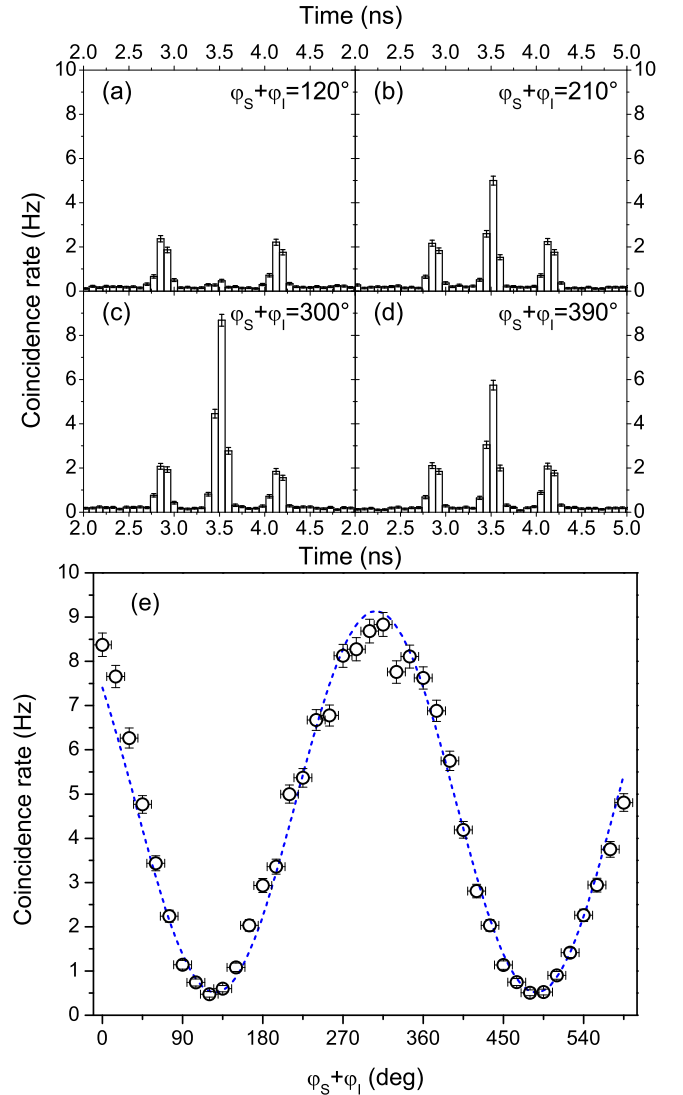 Time (ns)
2.0 2.5 3.0 3.5 4.0 4.5 2.0 2.5 3.0 3.5 4.0 4.5 5.0
10 (a) φS+φI=120° (b) φS+φI=210° 10
8 8
6 6
4 4
2 2
0 0
Coincidence rate (Hz)
(c) φS+φI=300° (d) φS+φI=390°
8 8
6 6
4 4
2 2
0 0
2.0 2.5 3.0 3.5 4.0 4.5 2.0 2.5 3.0 3.5 4.0 4.5 5.0
Time (ns)
10
(e)
9
8
7
6
5
4
3
2
1
0
Coincidence rate (Hz)
0 90 180 270 360 450 540
φS+φI (deg)